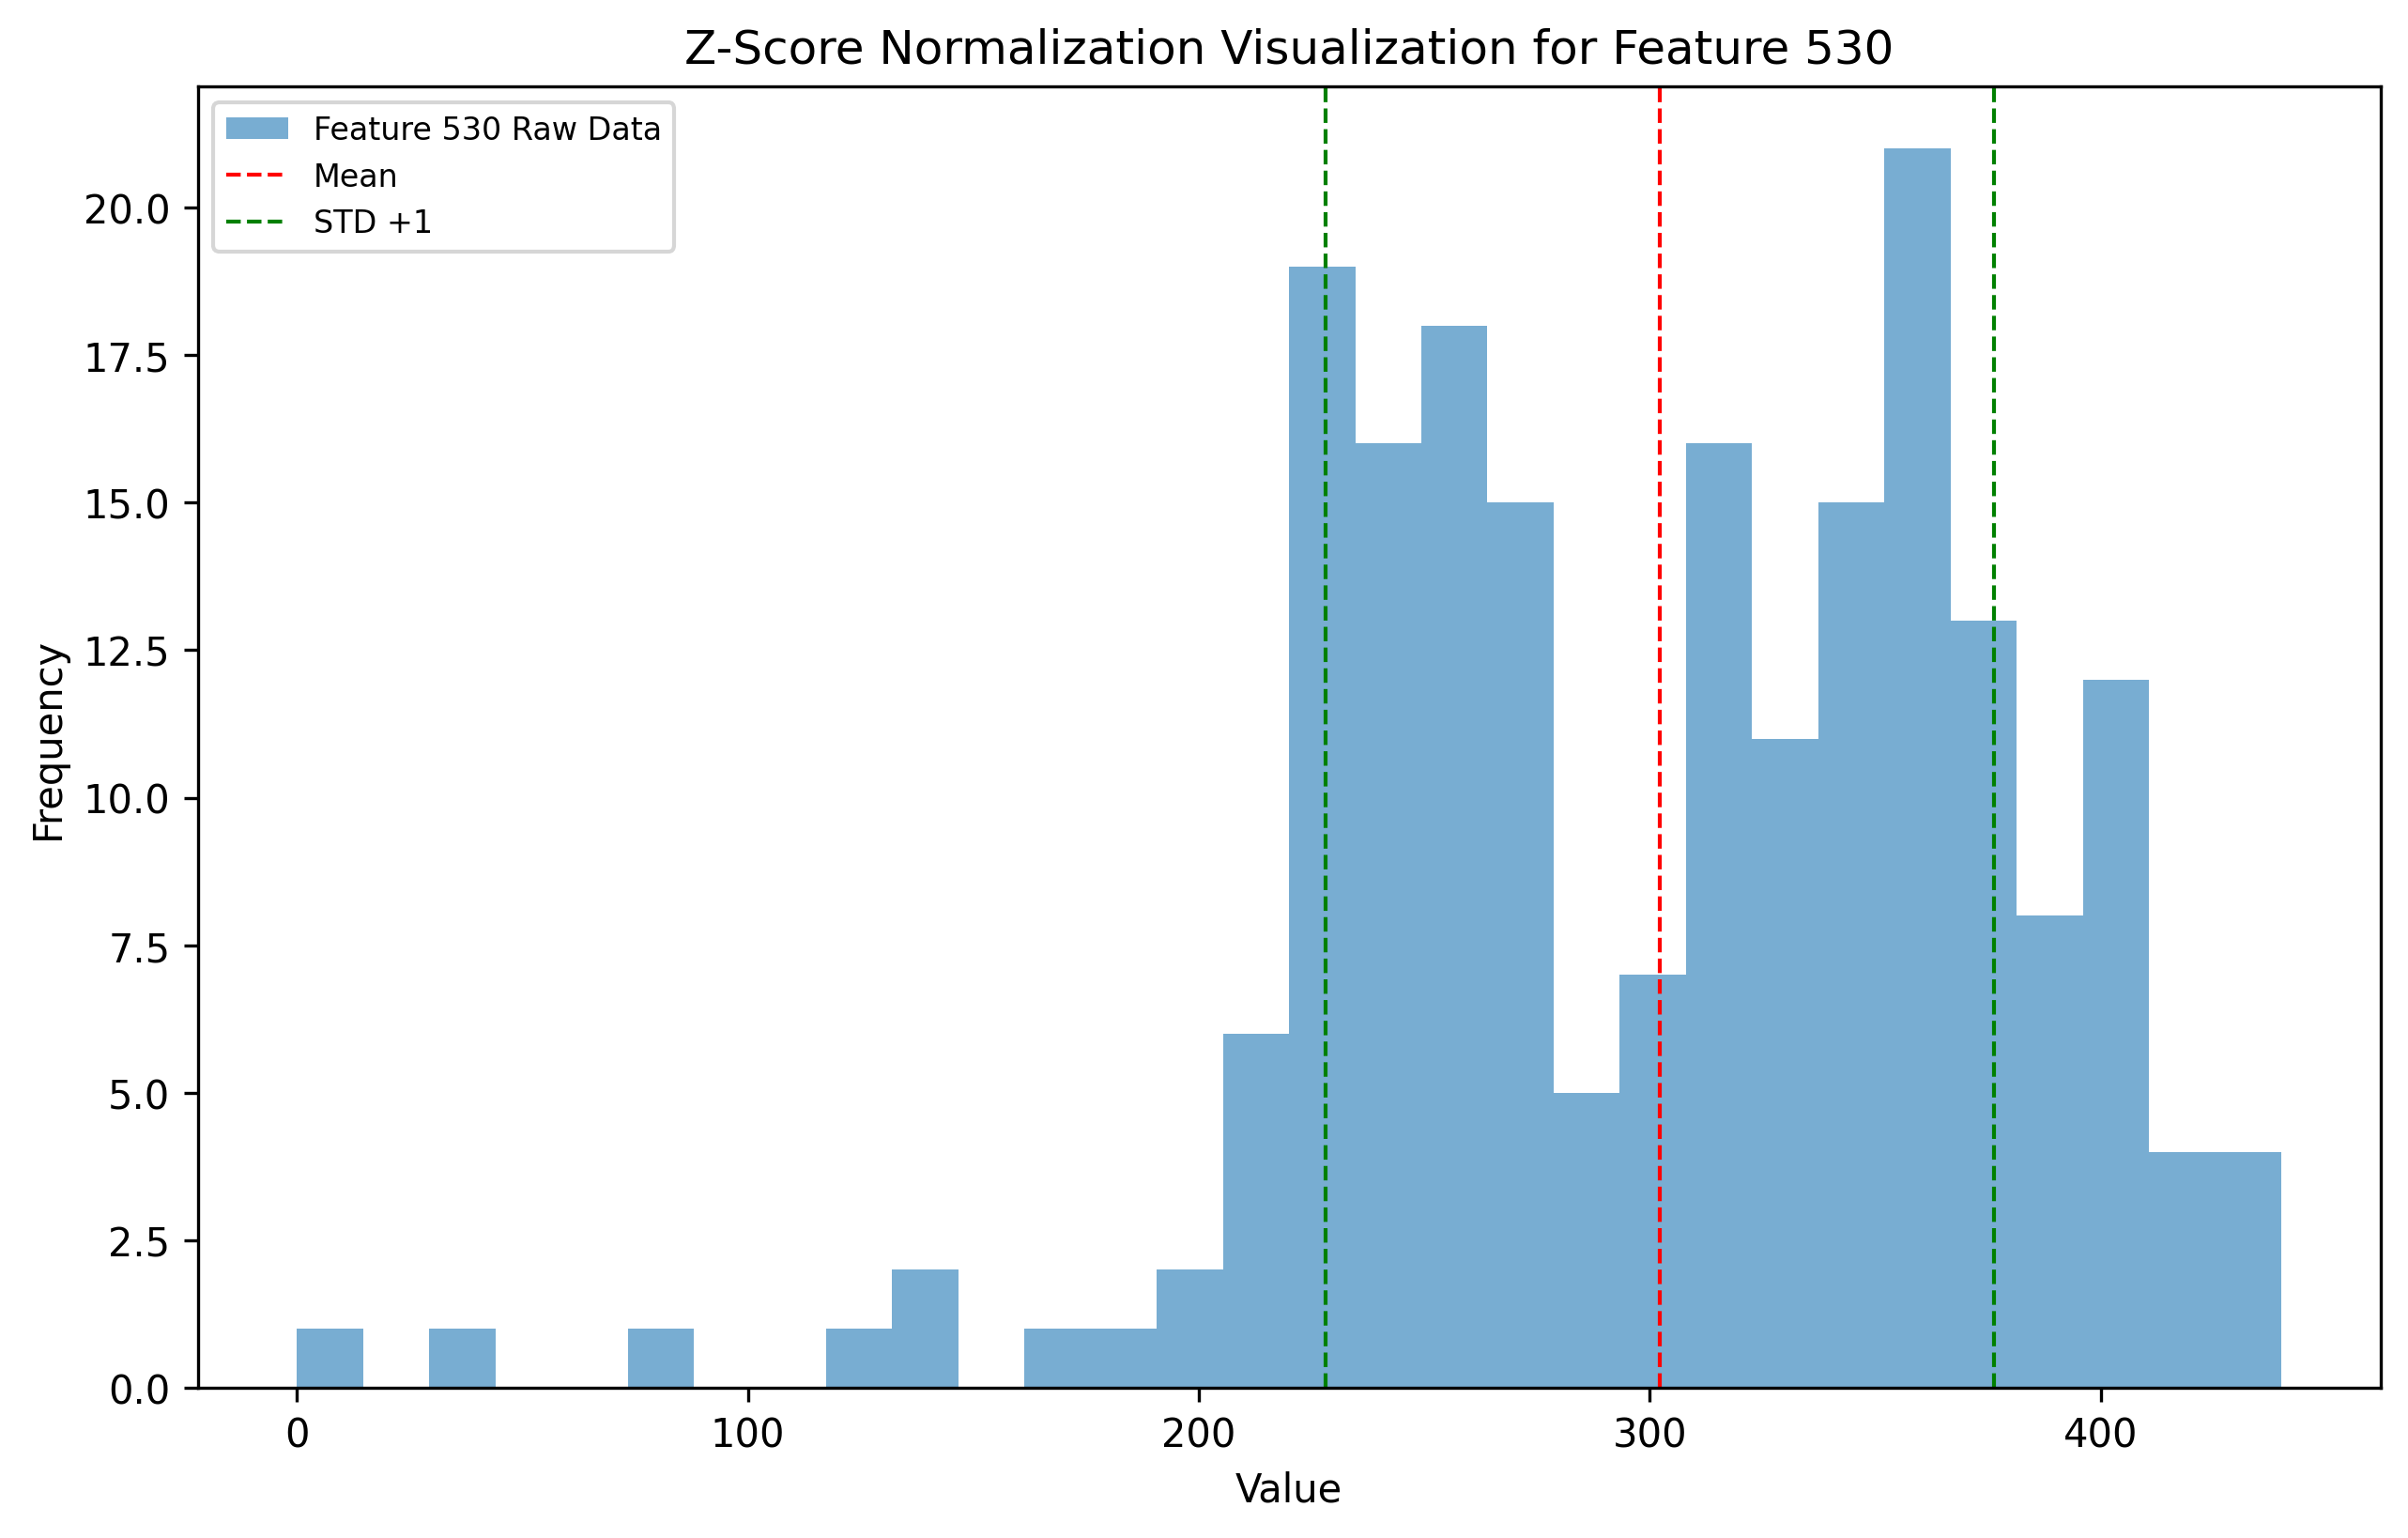 Z-Score Normalization Visualization for Feature 530
Feature 530 Raw Data
Mean
STD +1
20.0
17.5
15.0
12.5
10.0
7.5
5.0
2.5
0.0
Frequency
0 100 200 300 400
Value